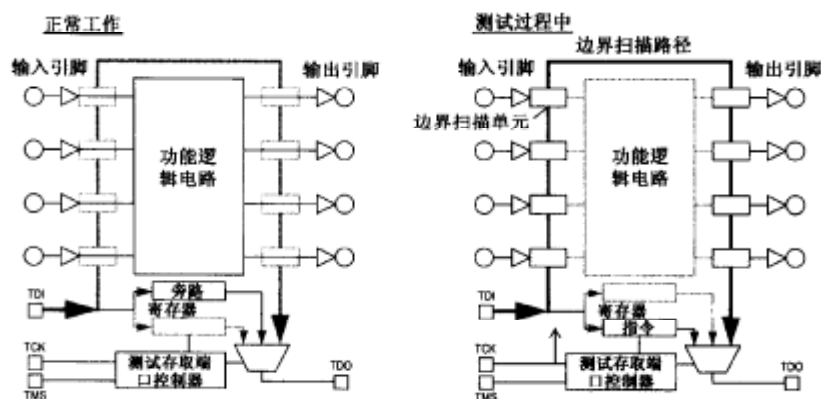 正常工作
输入引脚
输出引脚
功能逻
辑电路
TDI
旁路
寄存器
TCK
测试存取端
口控制器
TMS
TDO
测试过程中
边界扫描路径
输入引脚
输出引脚
边界扫描单元
功能逻
辑电路
TDI
寄存器
指令
TCK
测试存取端
口控制器
TMS
TDO